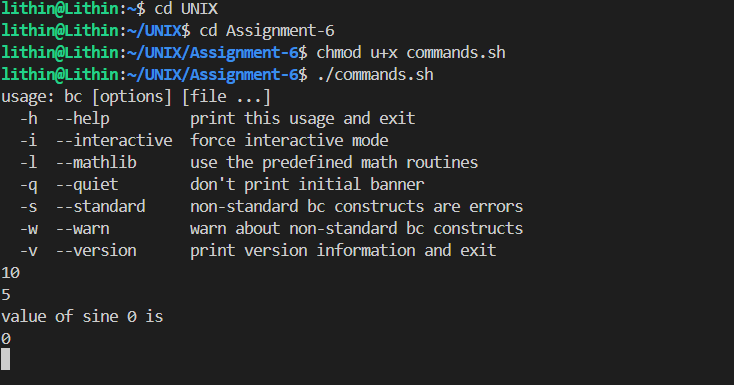 lithin@Lithin:~$ cd UNIX
lithin@Lithin:~/UNIX$ cd Assignment-6
lithin@Lithin:~/UNIX/Assignment-6$ chmod u+x commands.sh
lithin@Lithin:~/UNIX/Assignment-6$ ./commands.sh
usage: bc [options] [file ...]
  -h  --help         print this usage and exit
  -i  --interactive  force interactive mode
  -l  --mathlib      use the predefined math routines
  -q  --quiet        don't print initial banner
  -s  --standard     non-standard bc constructs are errors
  -w  --warn         warn about non-standard bc constructs
  -v  --version      print version information and exit
10
5
value of sine 0 is
0